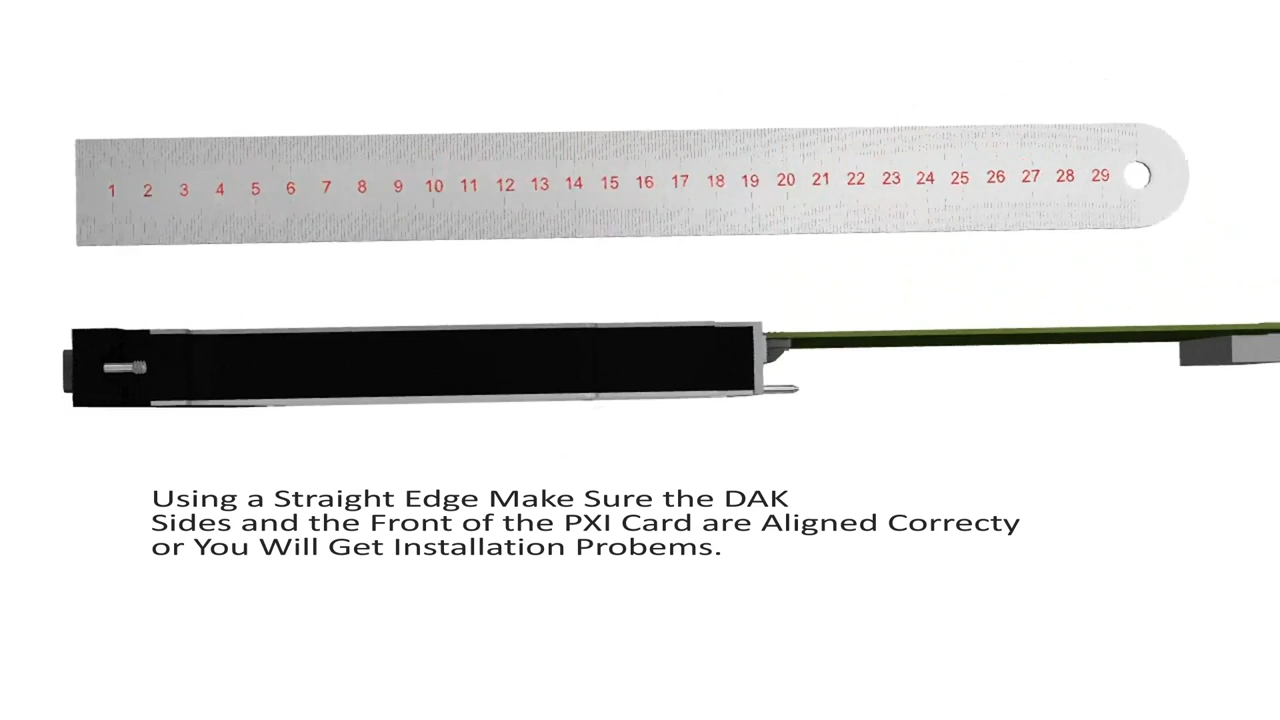 1 2 3 4 5 6 7 8 9 10 11 12 13 14 15 16 17 18 19 20 21 22 23 24 25 26 27 28 29
Using a Straight Edge Make Sure the DAK
Sides and the Front of the PXI Card are Aligned Correcty
or You Will Get Installation Probems.